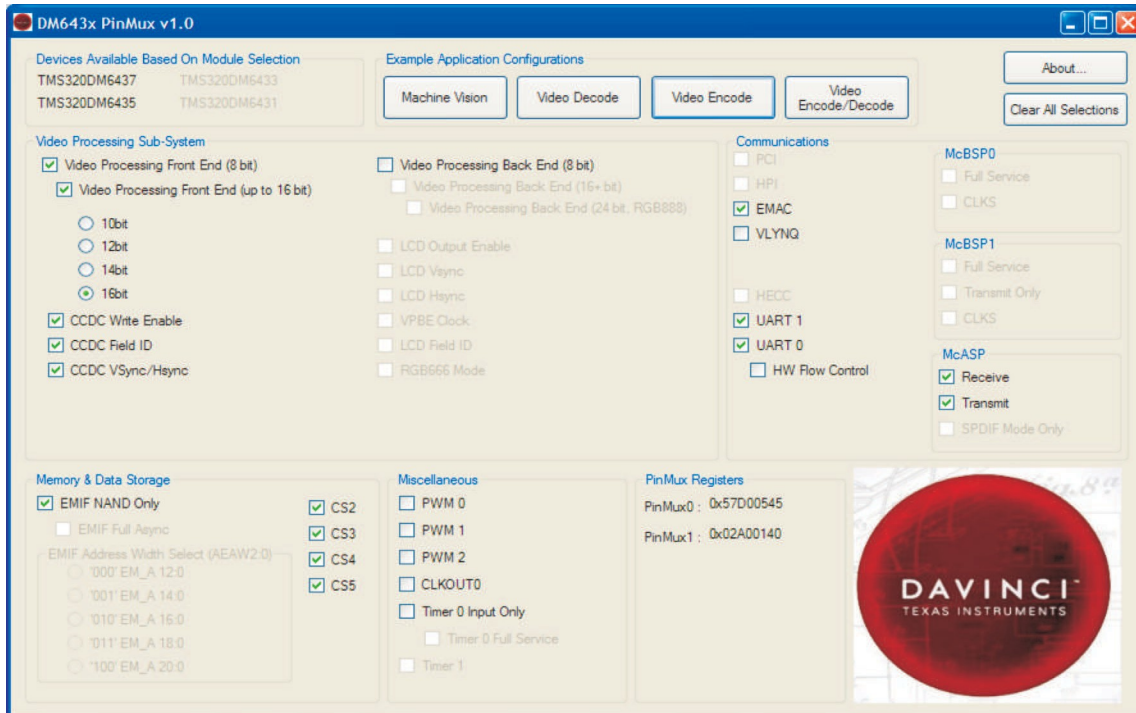 DM643x PinMux v1.0
Devices Available Based On Module Selection
TMS320DM6437 TMS320DM6433
TMS320DM6435 TMS320DM6431
Example Application Configurations
Machine Vision
Video Decode
Video Encode
Video
Encode/Decode
About...
Clear All Selections
Video Processing Sub-System
Video Processing Front End (8 bit)
Video Processing Front End (up to 16 bit)
10bit
12bit
14bit
16bit
CCDC Write Enable
CCDC Field ID
CCDC VSync/Hsync
Video Processing Back End (8 bit)
Video Processing Back End (16+ bit)
Video Processing Back End (24 bit, RGB888)
LCD Output Enable
LCD Vsync
LCD Hsync
VPBE Clock
LCD Field ID
RGB666 Mode
Communications
PCI
HPI
EMAC
VLYNQ
HECC
UART 1
UART 0
HW Flow Control
McBSP0
Full Service
CLKS
McBSP1
Full Service
Transmit Only
CLKS
McASP
Receive
Transmit
SPDIF Mode Only
Memory & Data Storage
EMIF NAND Only
EMIF Full Async
EMIF Address Width Select (AEAW2:0)
'000' EM_A 12:0
'001' EM_A 14:0
'010' EM_A 16:0
'011' EM_A 18:0
'100' EM_A 20:0
CS2
CS3
CS4
CS5
Miscellaneous
PWM 0
PWM 1
PWM 2
CLKOUT0
Timer 0 Input Only
Timer 0 Full Service
Timer 1
PinMux Registers
PinMux0 : 0x57D00545
PinMux1 : 0x02A00140
DAVINCI™
TEXAS INSTRUMENTS